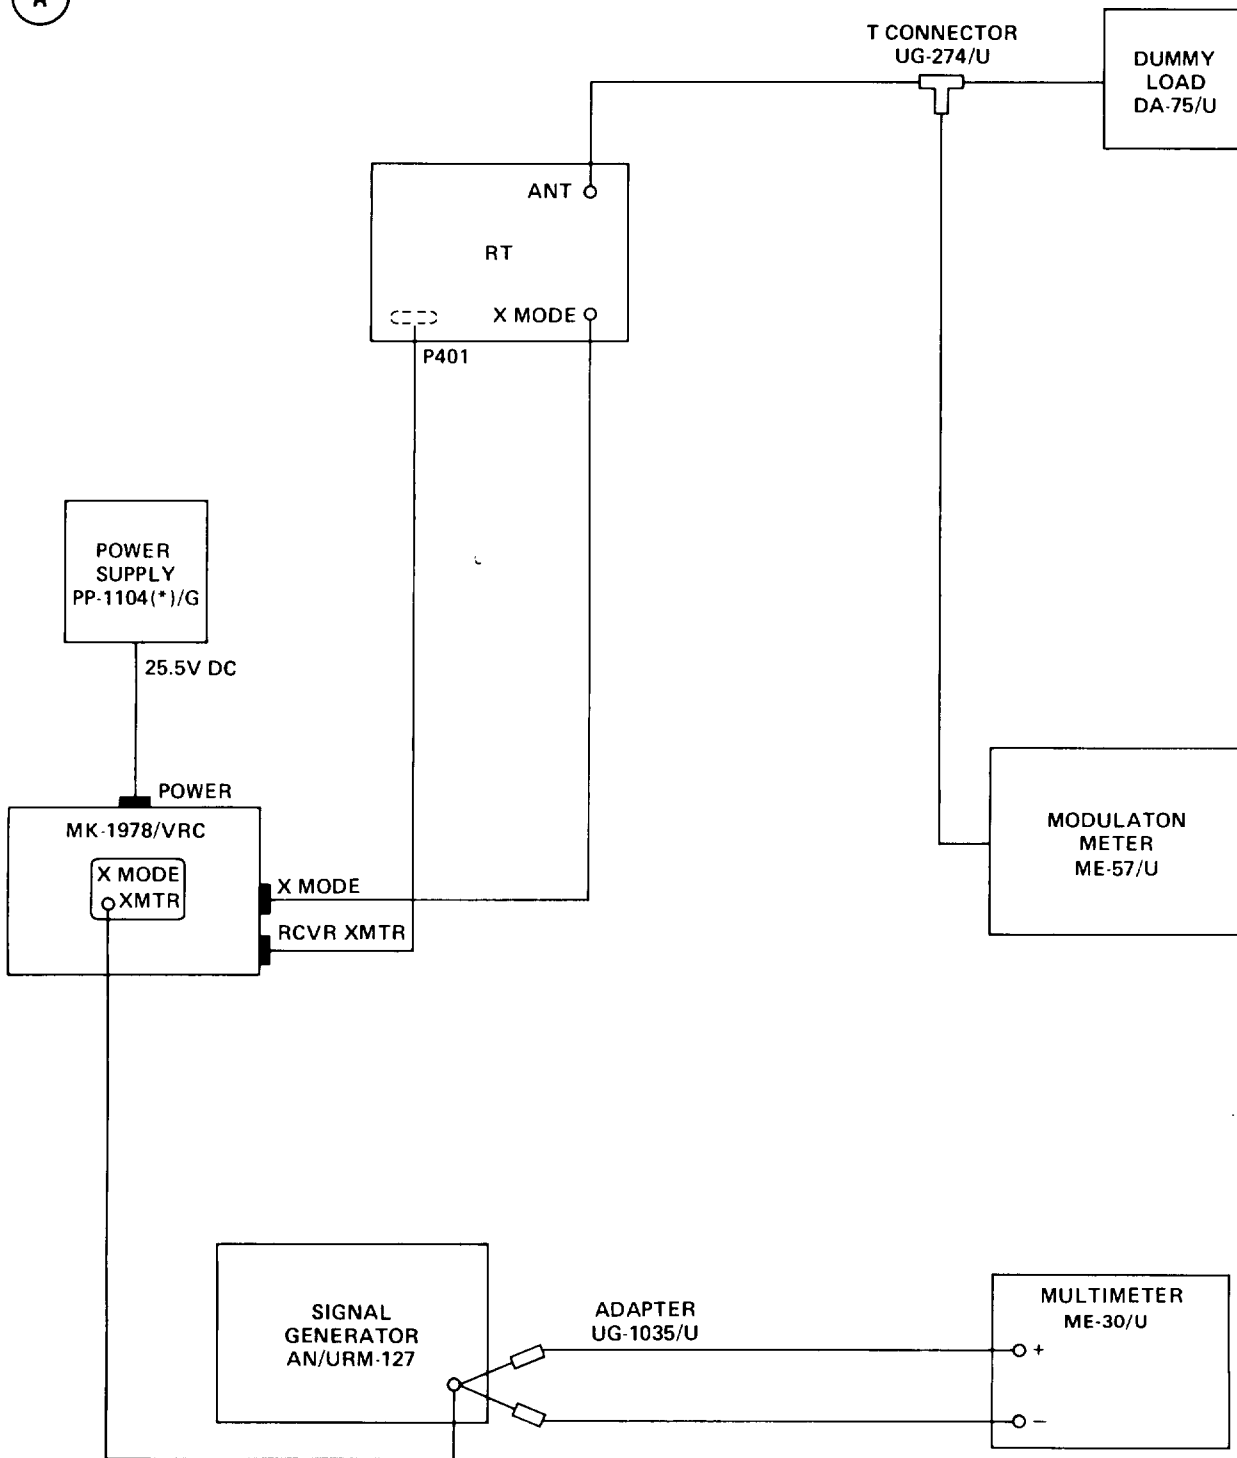 A
T CONNECTOR
UG-274/U
DUMMY
LOAD
DA-75/U
ANT
RT
X MODE
P401
POWER
SUPPLY
PP-1104(*)/G
25.5V DC
POWER
MK-1978/VRC
X MODE
XMTR
X MODE
RCVR XMTR
MODULATON
METER
ME-57/U
SIGNAL
GENERATOR
AN/URM-127
ADAPTER
UG-1035/U
MULTIMETER
ME-30/U
+
−